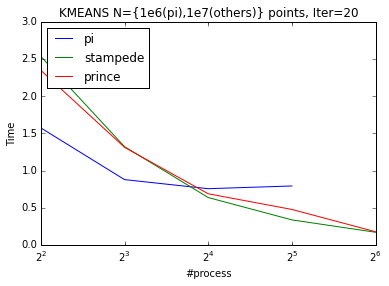 KMEANS N={1e6(pi),1e7(others)} points, Iter=20
3.0
2.5
2.0
1.5
1.0
0.5
0.0
Time
pi
stampede
prince
2^2
2^3
2^4
2^5
2^6
#process